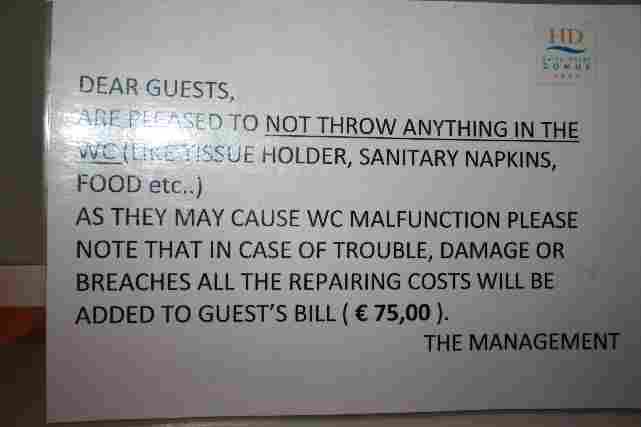 HD
DOMUS
DEAR GUESTS,
ARE PLEASED TO NOT THROW ANYTHING IN THE
WC (LIKE TISSUE HOLDER, SANITARY NAPKINS,
FOOD etc..)
AS THEY MAY CAUSE WC MALFUNCTION PLEASE
NOTE THAT IN CASE OF TROUBLE, DAMAGE OR
BREACHES ALL THE REPAIRING COSTS WILL BE
ADDED TO GUEST'S BILL ( € 75,00 ).
THE MANAGEMENT